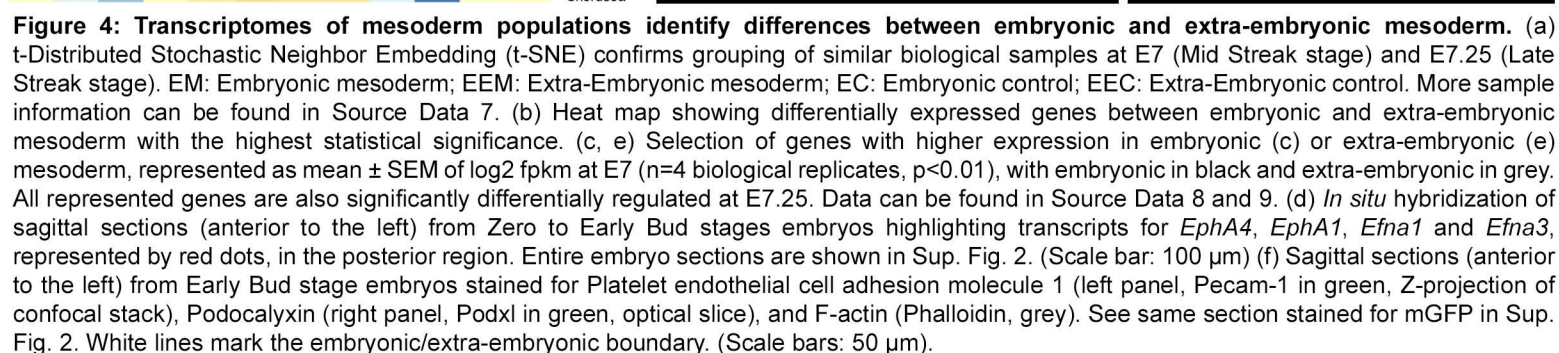 Figure 4: Transcriptomes of mesoderm populations identify differences between embryonic and extra-embryonic mesoderm. (a)
t-Distributed Stochastic Neighbor Embedding (t-SNE) confirms grouping of similar biological samples at E7 (Mid Streak stage) and E7.25 (Late
Streak stage). EM: Embryonic mesoderm; EEM: Extra-Embryonic mesoderm; EC: Embryonic control; EEC: Extra-Embryonic control. More sample
information can be found in Source Data 7. (b) Heat map showing differentially expressed genes between embryonic and extra-embryonic
mesoderm with the highest statistical significance. (c, e) Selection of genes with higher expression in embryonic (c) or extra-embryonic (e)
mesoderm, represented as mean ± SEM of log2 fpkm at E7 (n=4 biological replicates, p<0.01), with embryonic in black and extra-embryonic in grey.
All represented genes are also significantly differentially regulated at E7.25. Data can be found in Source Data 8 and 9. (d) In situ hybridization of
sagittal sections (anterior to the left) from Zero to Early Bud stages embryos highlighting transcripts for EphA4, EphA1, Efna1 and Efna3,
represented by red dots, in the posterior region. Entire embryo sections are shown in Sup. Fig. 2. (Scale bar: 100 µm) (f) Sagittal sections (anterior
to the left) from Early Bud stage embryos stained for Platelet endothelial cell adhesion molecule 1 (left panel, Pecam-1 in green, Z-projection of
confocal stack), Podocalyxin (right panel, Podxl in green, optical slice), and F-actin (Phalloidin, grey). See same section stained for mGFP in Sup.
Fig. 2. White lines mark the embryonic/extra-embryonic boundary. (Scale bars: 50 µm).